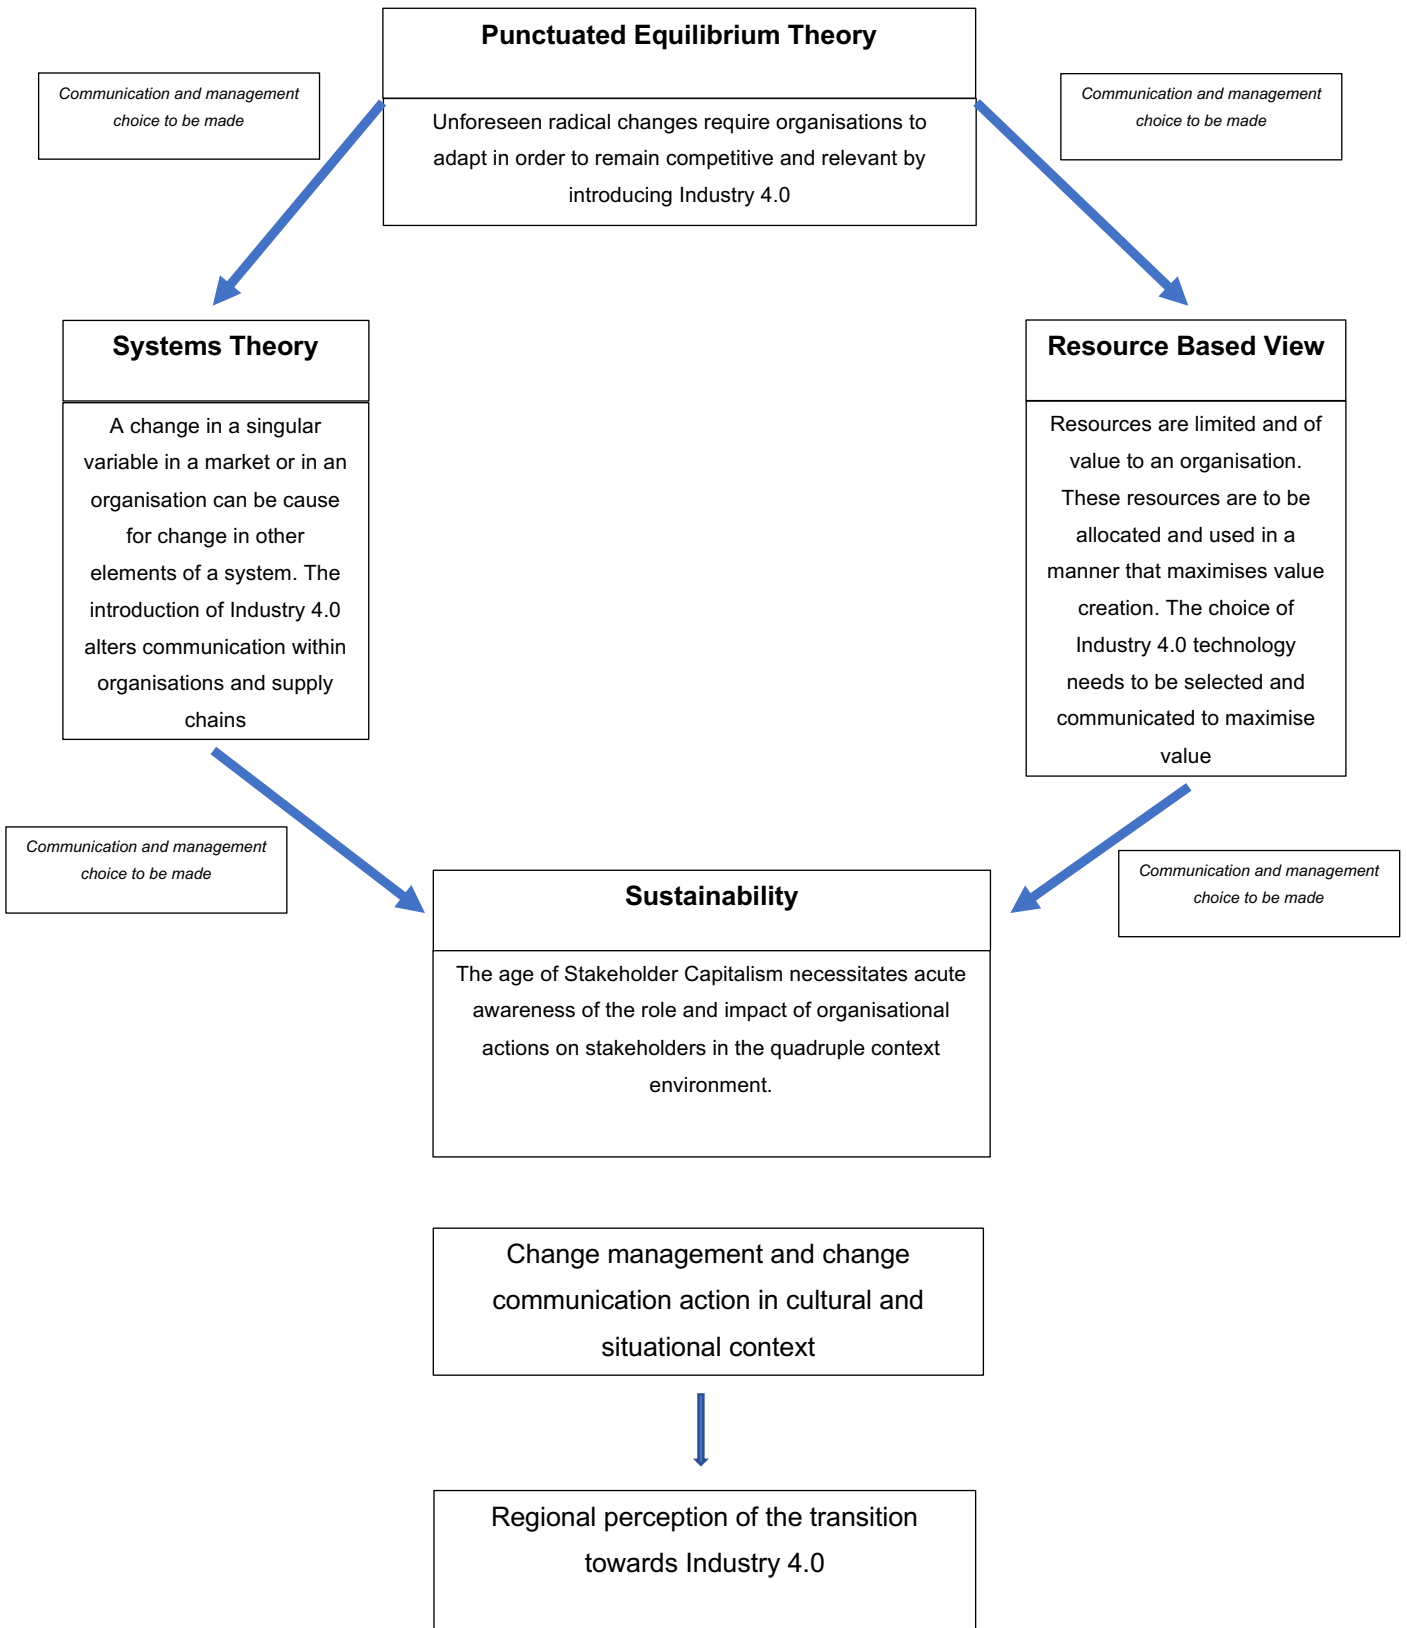 Punctuated Equilibrium Theory
Communication and management
choice to be made
Communication and management
choice to be made
Unforeseen radical changes require organisations to
adapt in order to remain competitive and relevant by
introducing Industry 4.0
Systems Theory
A change in a singular
variable in a market or in an
organisation can be cause
for change in other
elements of a system. The
introduction of Industry 4.0
alters communication within
organisations and supply
chains
Resource Based View
Resources are limited and of
value to an organisation.
These resources are to be
allocated and used in a
manner that maximises value
creation. The choice of
Industry 4.0 technology
needs to be selected and
communicated to maximise
value
Communication and management
choice to be made
Communication and management
choice to be made
Sustainability
The age of Stakeholder Capitalism necessitates acute
awareness of the role and impact of organisational
actions on stakeholders in the quadruple context
environment.
Change management and change
communication action in cultural and
situational context
Regional perception of the transition
towards Industry 4.0